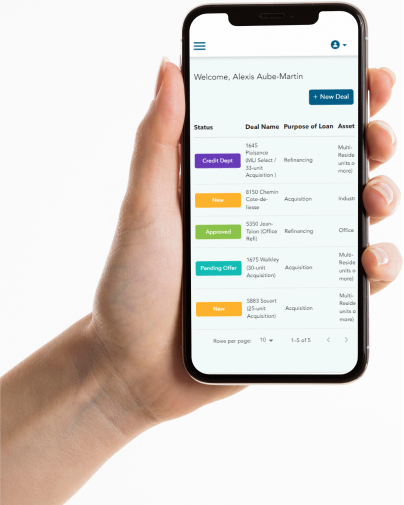 Welcome, Alexis Aube-Martin
+ New Deal
Status Deal Name Purpose of Loan Asset
1645
Puissance
(MLI Select /
33-unit
Acquisition )
Credit Dept
Refinancing
Multi-
Reside
units o
more)
New
8150 Chemin
Cote-de-
liesse
Acquisition
Industi
Approved
5350 Jean-
Talon (Office
Refi)
Refinancing
Office
Pending Offer
1675 Walkley
(30-unit
Acquisition)
Acquisition
Multi-
Reside
units o
more)
New
5883 Souart
(25-unit
Acquisition)
Acquisition
Multi-
Reside
units o
more)
Rows per page: 10 1–5 of 5